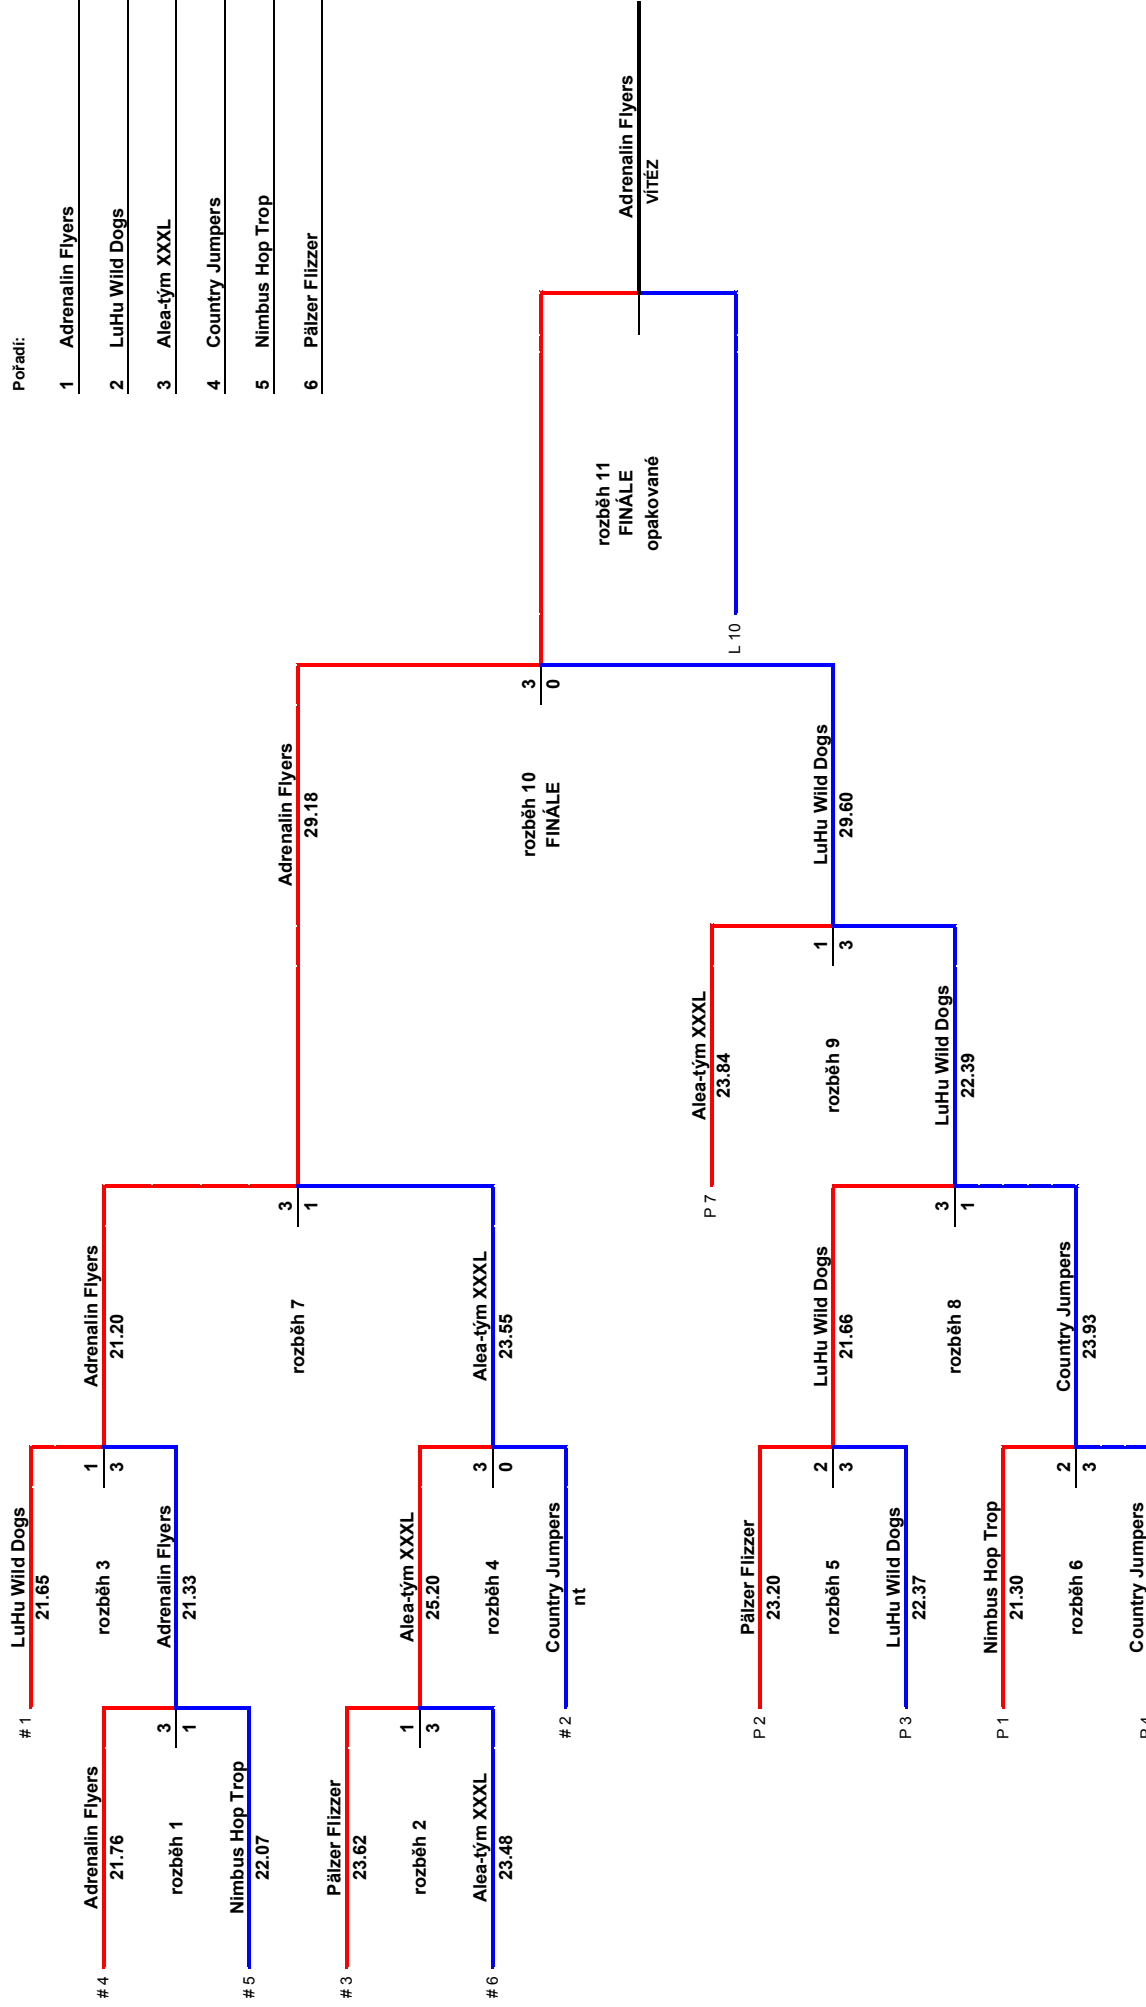 Pořadí:
1 Adrenalin Flyers
2 LuHu Wild Dogs
3 Alea-tým XXXL
4 Country Jumpers
5 Nimbus Hop Trop
6 Pälzer Flizzer
# 4
Adrenalin Flyers
21.76
rozběh 1
3
1
# 5
Nimbus Hop Trop
22.07
# 3
Pälzer Flizzer
23.62
rozběh 2
1
3
# 6
Alea-tým XXXL
23.48
# 1
LuHu Wild Dogs
21.65
rozběh 3
1
3
Adrenalin Flyers
21.33
Alea-tým XXXL
25.20
rozběh 4
3
0
# 2
Country Jumpers
nt
P 2
Pälzer Flizzer
23.20
rozběh 5
2
3
P 3
LuHu Wild Dogs
22.37
P 1
Nimbus Hop Trop
21.30
rozběh 6
2
3
P 4
Country Jumpers
Adrenalin Flyers
21.20
rozběh 7
3
1
Alea-tým XXXL
23.55
LuHu Wild Dogs
21.66
rozběh 8
3
1
Country Jumpers
23.93
P 7
Alea-tým XXXL
23.84
rozběh 9
1
3
LuHu Wild Dogs
22.39
Adrenalin Flyers
29.18
rozběh 10
FINÁLE
3
0
LuHu Wild Dogs
29.60
rozběh 11
FINÁLE
opakované
L 10
Adrenalin Flyers
VÍTĚZ